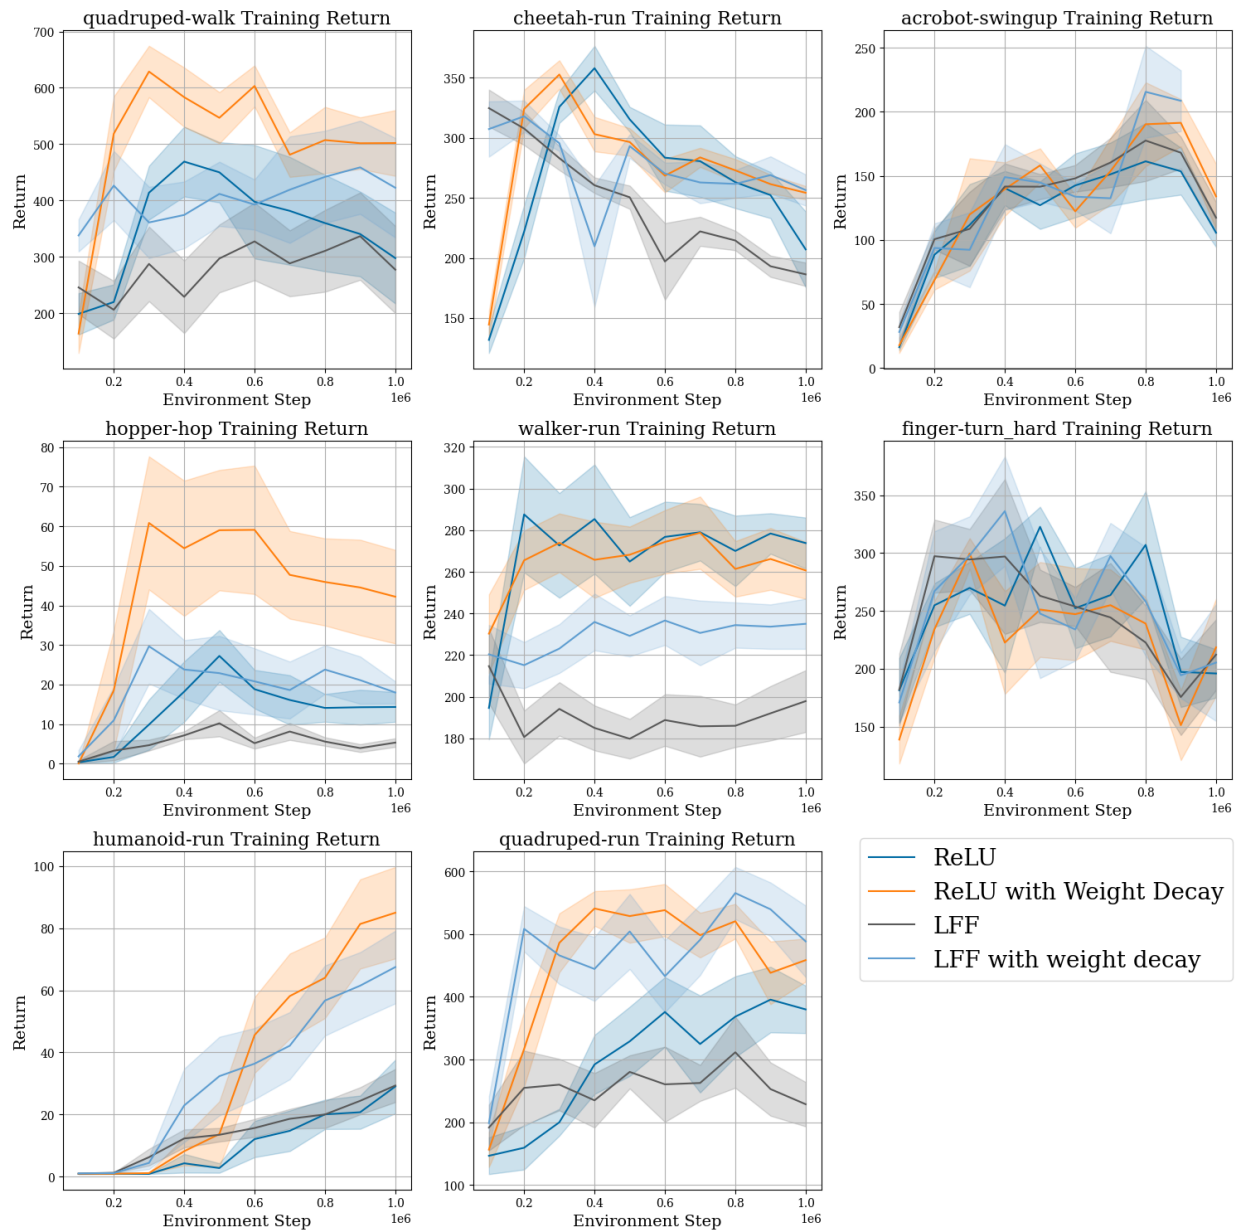 quadruped-walk Training Return
700
600
500
400
300
200
Return
0.2 0.4 0.6 0.8 1.0
1e6
Environment Step
cheetah-run Training Return
350
300
250
200
150
Return
0.2 0.4 0.6 0.8 1.0
1e6
Environment Step
acrobot-swingup Training Return
250
200
150
100
50
0
Return
0.2 0.4 0.6 0.8 1.0
1e6
Environment Step
hopper-hop Training Return
80
70
60
50
40
30
20
10
0
Return
0.2 0.4 0.6 0.8 1.0
1e6
Environment Step
walker-run Training Return
320
300
280
260
240
220
200
180
Return
0.2 0.4 0.6 0.8 1.0
1e6
Environment Step
finger-turn_hard Training Return
350
300
250
200
150
Return
0.2 0.4 0.6 0.8 1.0
1e6
Environment Step
humanoid-run Training Return
100
80
60
40
20
0
Return
0.2 0.4 0.6 0.8 1.0
1e6
Environment Step
quadruped-run Training Return
600
500
400
300
200
100
Return
0.2 0.4 0.6 0.8 1.0
1e6
Environment Step
ReLU
ReLU with Weight Decay
LFF
LFF with weight decay